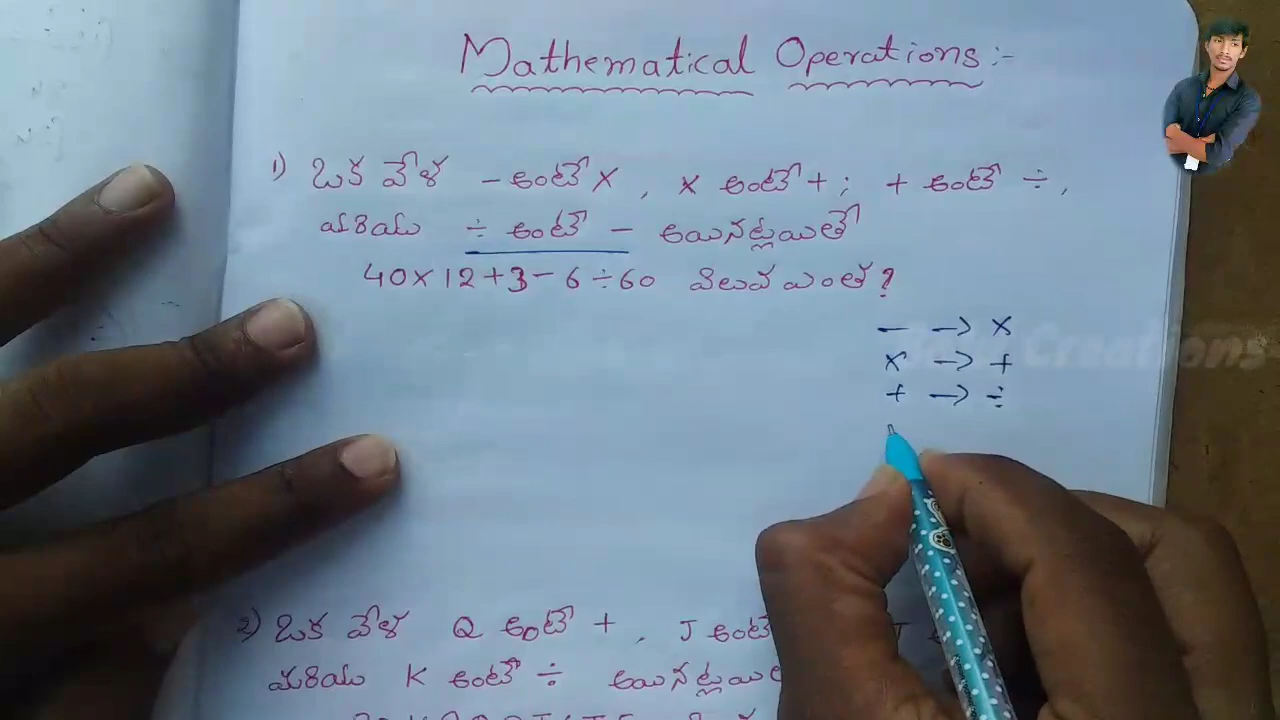 Mathematical Operations :-
1) ఒక వేళ - అంటే × , × అంటే + ; + అంటే ÷ ,
మరియు ÷ అంటే - అయినట్లయితే
40 × 12 + 3 - 6 ÷ 60 విలువ ఎంత ?
- → ×
× → +
Creations
+ → ÷
2) ఒక వేళ Q అంటే + , J అంటే
మరియు K అంటే ÷ అయినట్లయితే